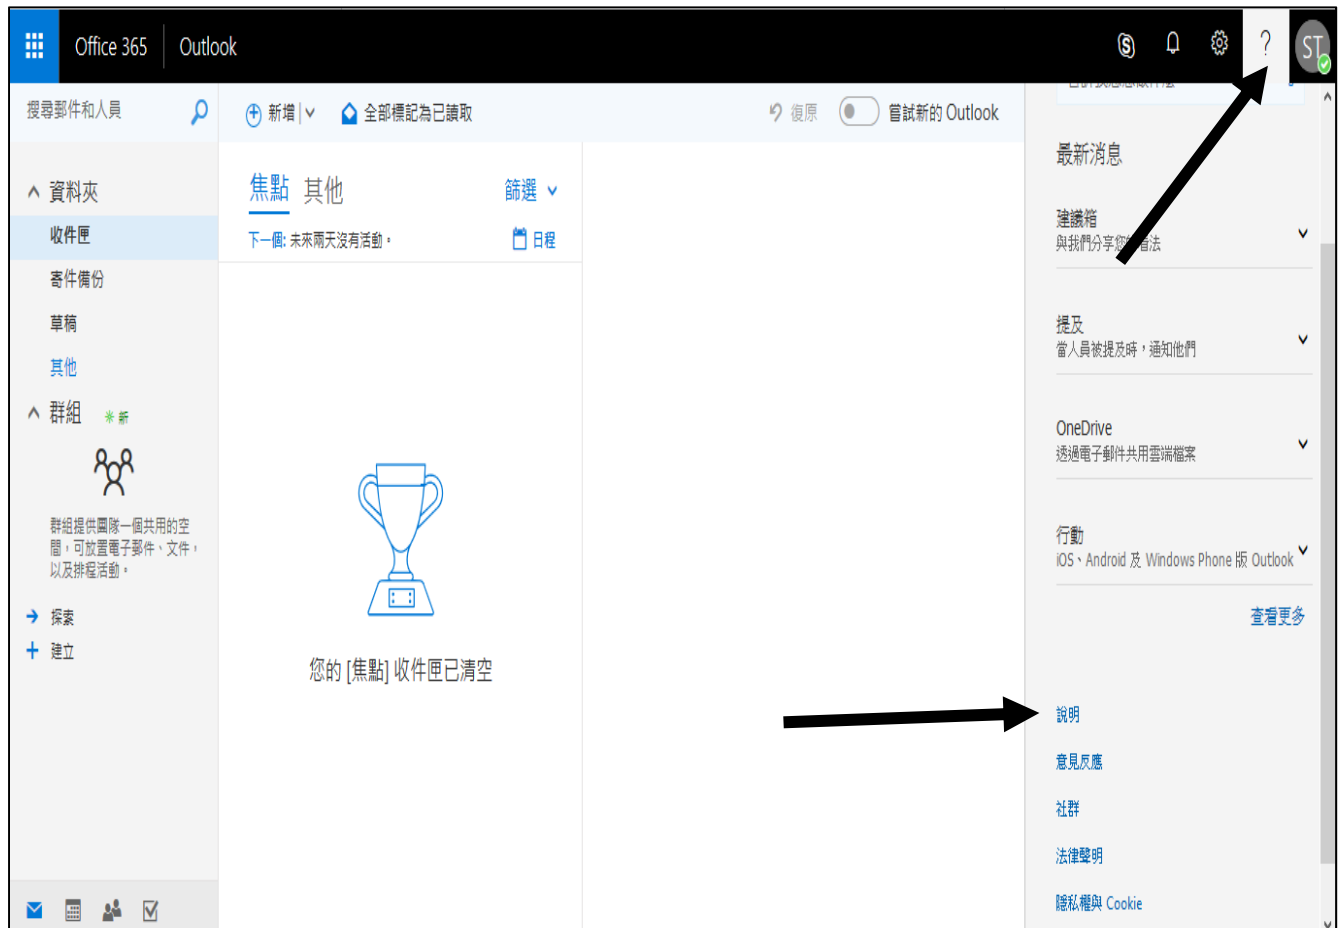 Office 365
Outlook
?
ST
搜尋郵件和人員
新增
全部標記為已讀取
復原
嘗試新的 Outlook
資料夾
收件匣
寄件備份
草稿
其他
群組
新
群組提供團隊一個共用的空
間，可放置電子郵件、文件，
以及排程活動。
探索
建立
焦點
其他
篩選
下一個: 未來兩天沒有活動。
日程
您的 [焦點] 收件匣已清空
最新消息
建議箱
與我們分享您的看法
提及
當人員被提及時，通知他們
OneDrive
透過電子郵件共用雲端檔案
行動
iOS、Android 及 Windows Phone 版 Outlook
查看更多
說明
意見反應
社群
法律聲明
隱私權與 Cookie